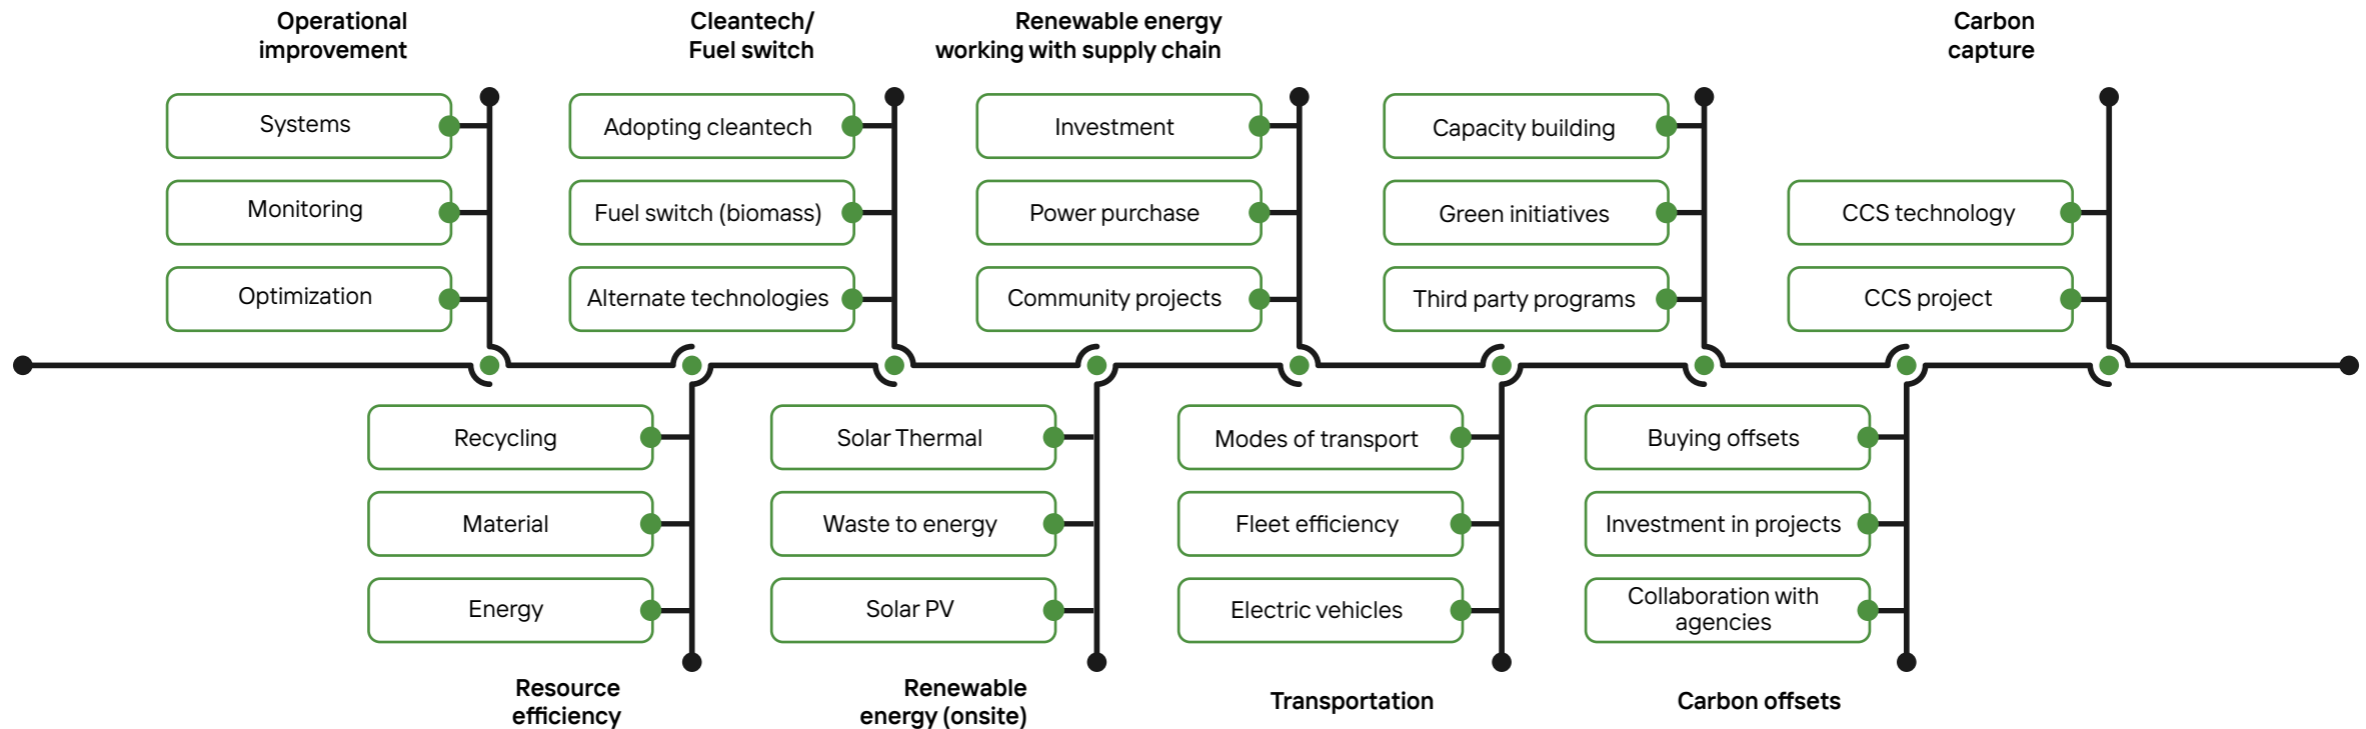 Operational
improvement
Systems
Monitoring
Optimization
Cleantech/
Fuel switch
Adopting cleantech
Fuel switch (biomass)
Alternate technologies
Renewable energy
working with supply chain
Investment
Power purchase
Community projects
Capacity building
Green initiatives
Third party programs
Carbon
capture
CCS technology
CCS project
Recycling
Material
Energy
Resource
efficiency
Solar Thermal
Waste to energy
Solar PV
Renewable
energy (onsite)
Modes of transport
Fleet efficiency
Electric vehicles
Transportation
Buying offsets
Investment in projects
Collaboration with
agencies
Carbon offsets